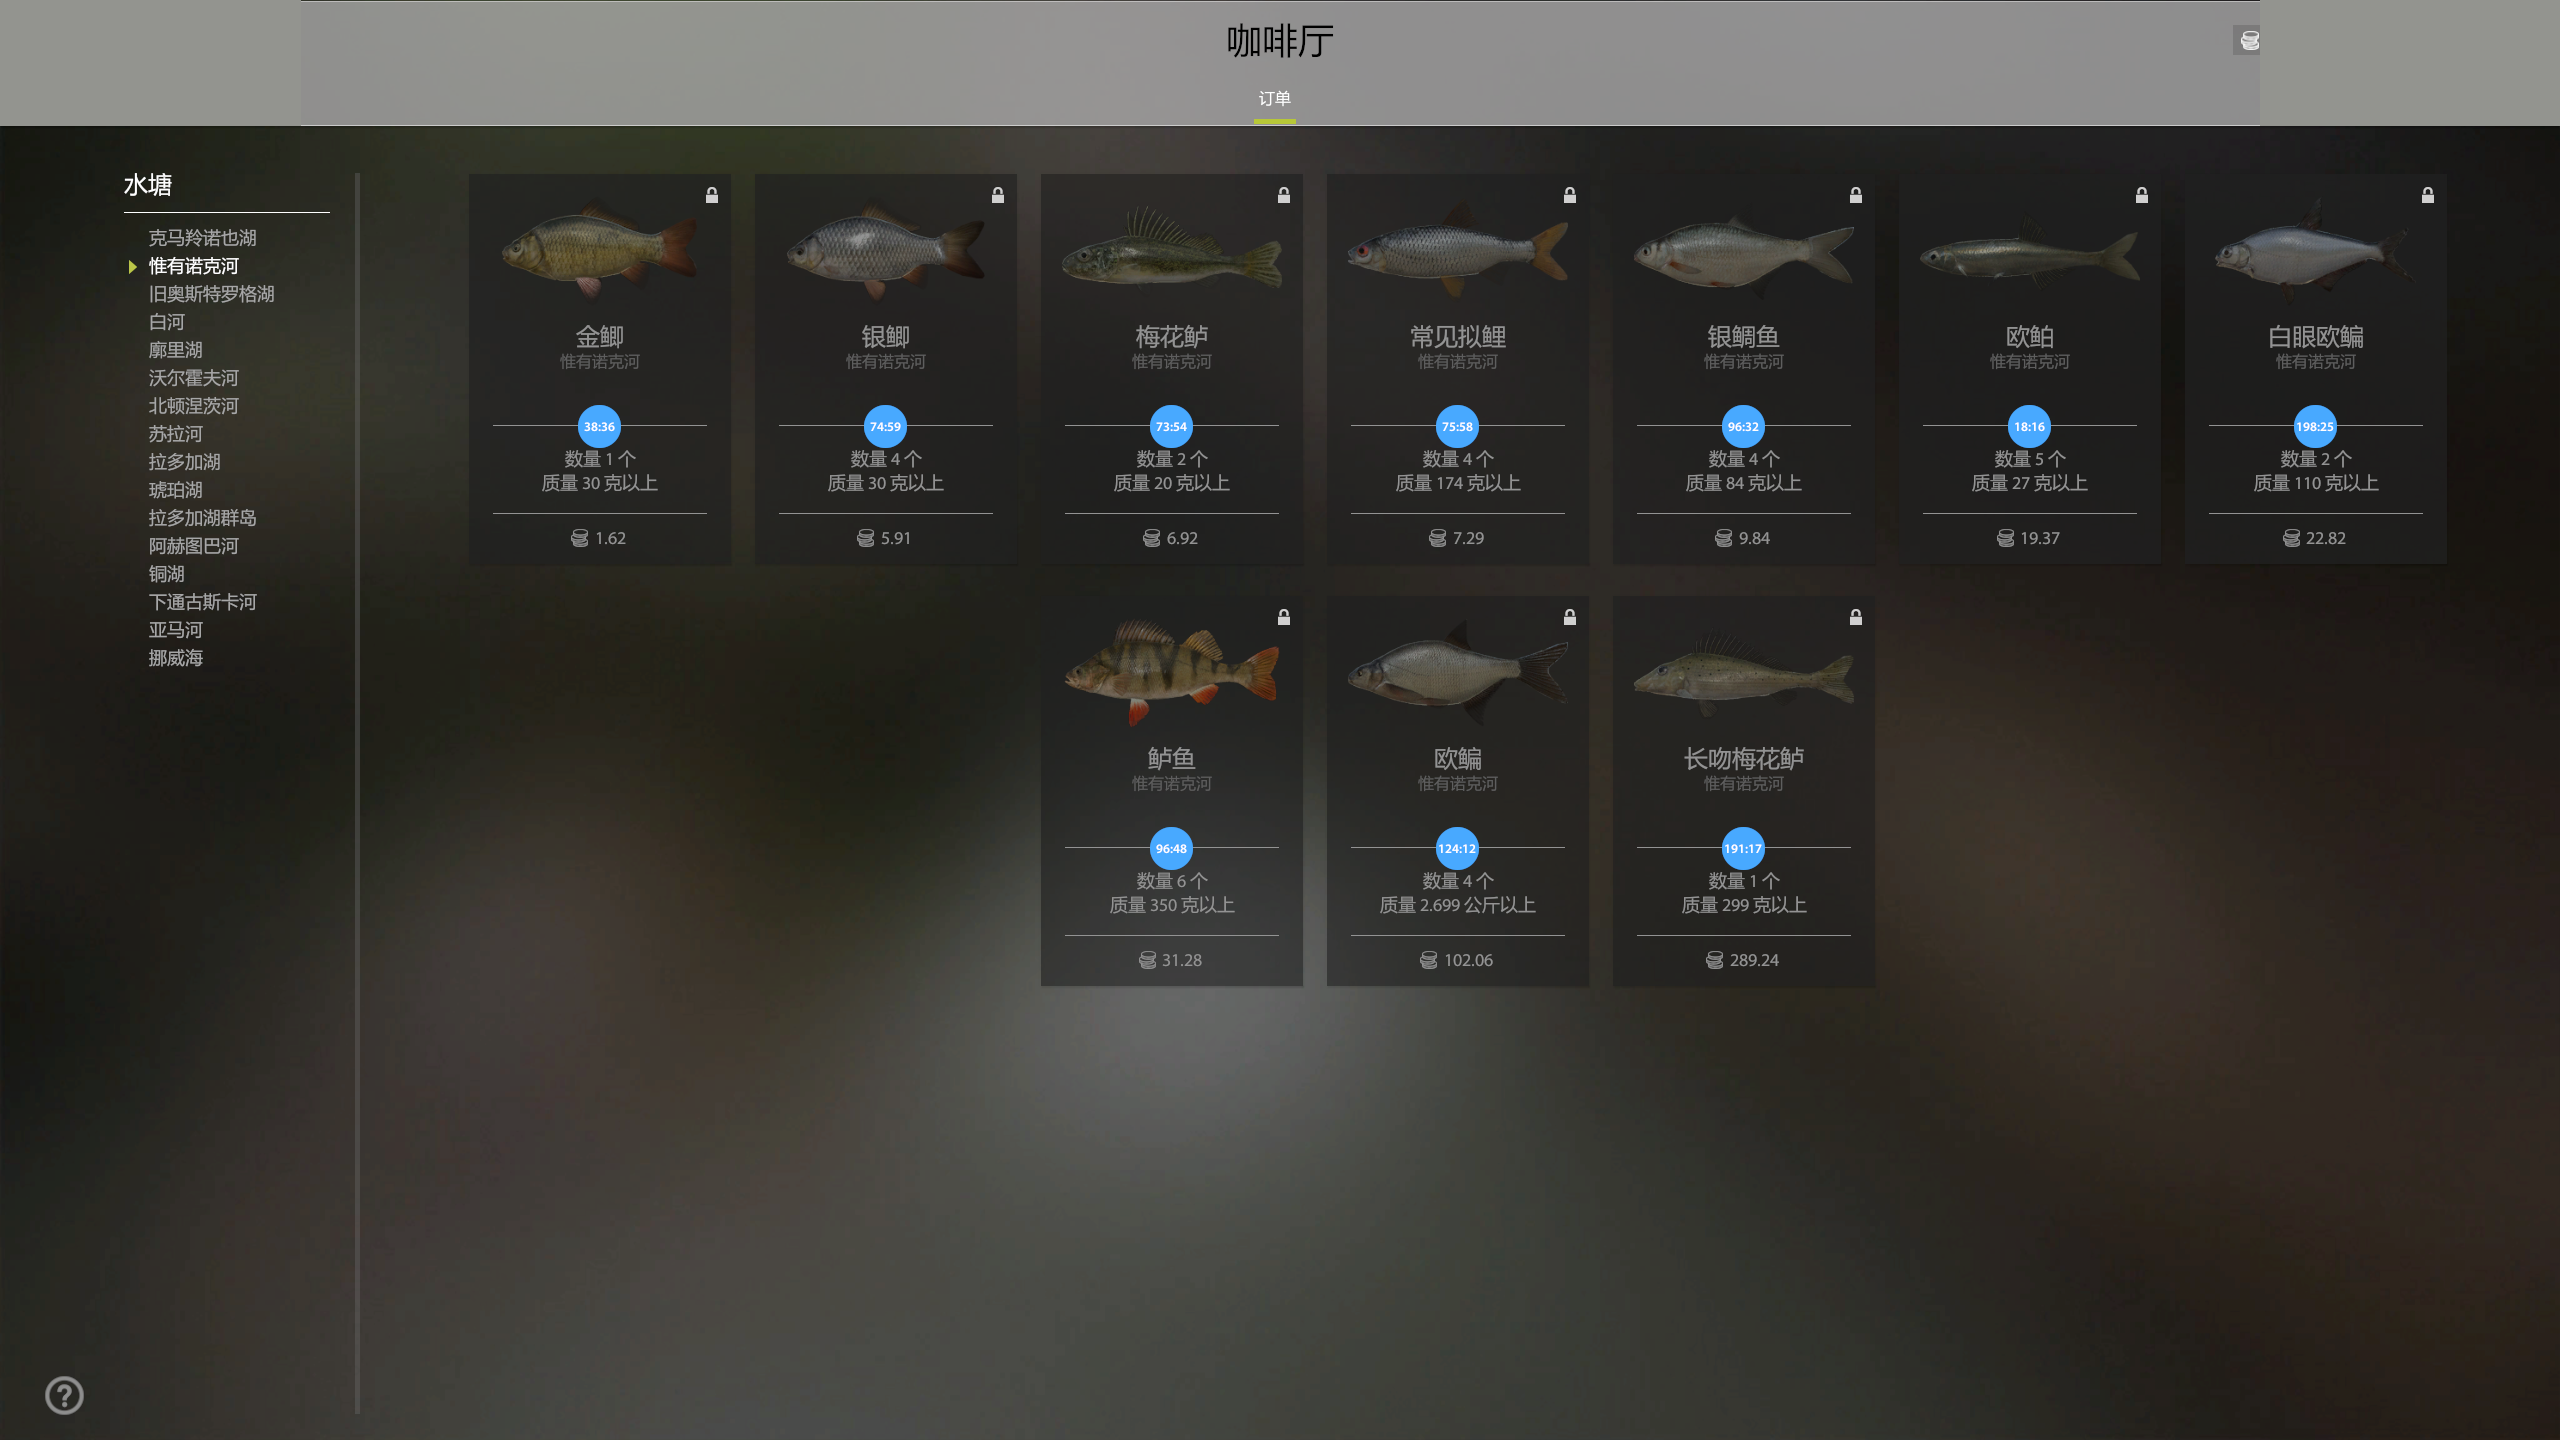 咖啡厅
订单
水塘
克马羚诺也湖
惟有诺克河
旧奥斯特罗格湖
白河
廓里湖
沃尔霍夫河
北顿涅茨河
苏拉河
拉多加湖
琥珀湖
拉多加湖群岛
阿赫图巴河
铜湖
下通古斯卡河
亚马河
挪威海
金鲫
惟有诺克河
38:36
数量 1 个
质量 30 克以上
1.62
银鲫
惟有诺克河
74:59
数量 4 个
质量 30 克以上
5.91
梅花鲈
惟有诺克河
73:54
数量 2 个
质量 20 克以上
6.92
常见拟鲤
惟有诺克河
75:58
数量 4 个
质量 174 克以上
7.29
银鲷鱼
惟有诺克河
96:32
数量 4 个
质量 84 克以上
9.84
欧鲌
惟有诺克河
18:16
数量 5 个
质量 27 克以上
19.37
白眼欧鳊
惟有诺克河
198:25
数量 2 个
质量 110 克以上
22.82
鲈鱼
惟有诺克河
96:48
数量 6 个
质量 350 克以上
31.28
欧鳊
惟有诺克河
124:12
数量 4 个
质量 2.699 公斤以上
102.06
长吻梅花鲈
惟有诺克河
191:17
数量 1 个
质量 299 克以上
289.24
?